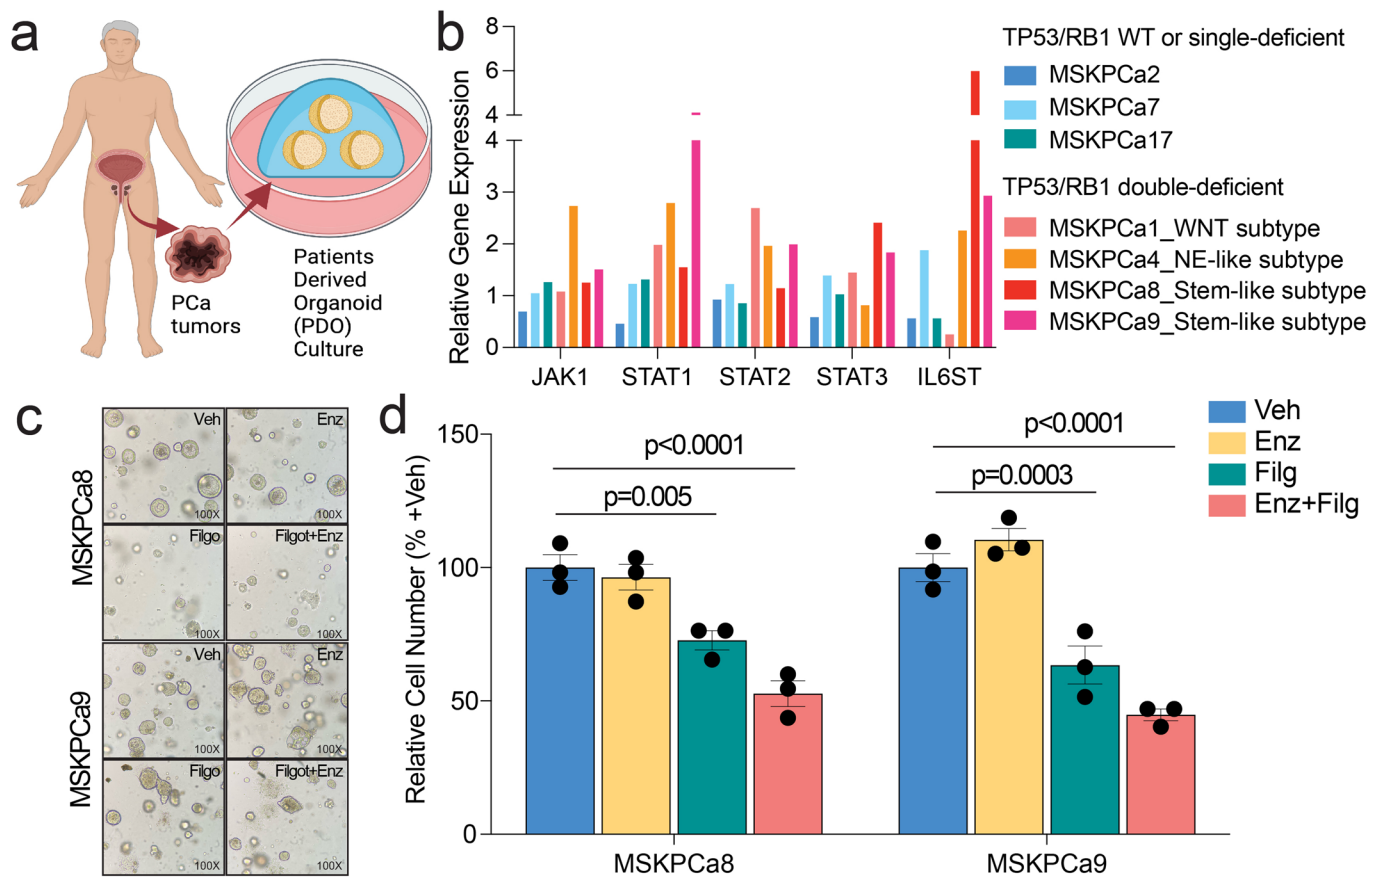 a
PCa
tumors
Patients
Derived
Organoid
(PDO)
Culture
b
Relative Gene Expression
8
6
4
4
3
2
1
0
JAK1 STAT1 STAT2 STAT3 IL6ST
TP53/RB1 WT or single-deficient
MSKPCa2
MSKPCa7
MSKPCa17
TP53/RB1 double-deficient
MSKPCa1_WNT subtype
MSKPCa4_NE-like subtype
MSKPCa8_Stem-like subtype
MSKPCa9_Stem-like subtype
c
MSKPCa8
Veh
100X
Enz
100X
Filgo
100X
Filgot+Enz
100X
MSKPCa9
Veh
100X
Enz
100X
Filgo
100X
Filgot+Enz
100X
d
Relative Cell Number (% +Veh)
150
100
50
0
p<0.0001
p=0.005
p<0.0001
p=0.0003
MSKPCa8 MSKPCa9
Veh
Enz
Filg
Enz+Filg